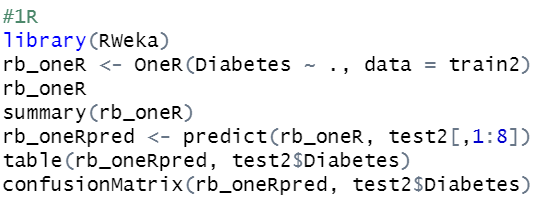 #1R
library(RWeka)
rb_oneR <- OneR(Diabetes ~ ., data = train2)
rb_oneR
summary(rb_oneR)
rb_oneRpred <- predict(rb_oneR, test2[,1:8])
table(rb_oneRpred, test2$Diabetes)
confusionMatrix(rb_oneRpred, test2$Diabetes)